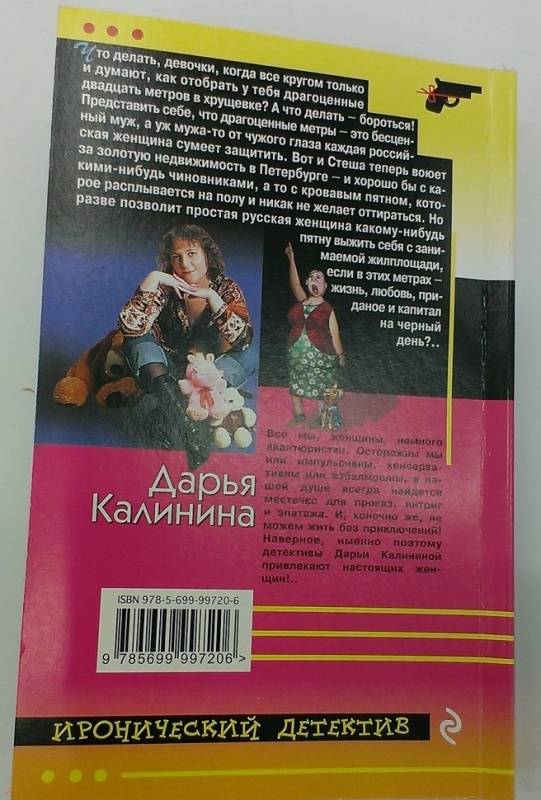 Что делать, девочки, когда все кругом только
и думают, как отобрать у тебя драгоценные
двадцать метров в хрущевке? А что делать – бороться!
Представить себе, что драгоценные метры – это бесцен-
ный муж, а уж мужа-то от чужого глаза каждая россий-
ская женщина сумеет защитить. Вот и Стеша теперь воюет
за золотую недвижимость в Петербурге – и хорошо бы с ка-
кими-нибудь чиновниками, а то с кровавым пятном, кото-
рое расплывается на полу и никак не желает оттираться. Но
разве позволит простая русская женщина какому-нибудь
пятну выжить себя с зани-
маемой жилплощади,
если в этих метрах –
жизнь, любовь, при-
даное и капитал
на черный
день?..
Все мы, женщины, немного
авантюристки. Осторожны мы
или импульсивны, консерва-
тивны или взбалмошны, в на-
шей душе всегда найдется
местечко для проказ, интриг
и эпатажа. И, конечно же, не
можем жить без приключений!
Наверное, именно поэтому
детективы Дарьи Калининой
привлекают настоящих жен-
щин!..
Дарья
Калинина
ISBN 978-5-699-99720-6
9 785699 997206 >
ИРОНИЧЕСКИЙ ДЕТЕКТИВ